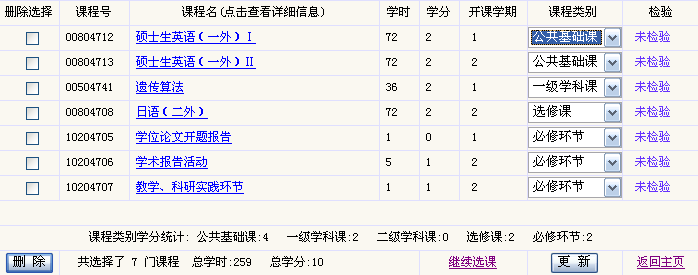 删除选择 课程号 课程名(点击查看详细信息) 学时 学分 开课学期 课程类别 检验
00804712 硕士生英语(一外)Ⅰ 72 2 1 公共基础课 未检验
00804713 硕士生英语(一外)Ⅱ 72 2 2 公共基础课 未检验
00504741 遗传算法 36 2 1 一级学科课 未检验
00804708 日语(二外) 72 2 2 选修课 未检验
10204705 学位论文开题报告 1 0 1 必修环节 未检验
10204706 学术报告活动 5 1 2 必修环节 未检验
10204707 教学、科研实践环节 1 1 2 必修环节 未检验
课程类别学分统计: 公共基础课:4 一级学科课:2 二级学科课:0 选修课:2 必修环节:2
删 除 共选择了 7 门课程 总学时:259 总学分:10 继续选课 更 新 返回主页